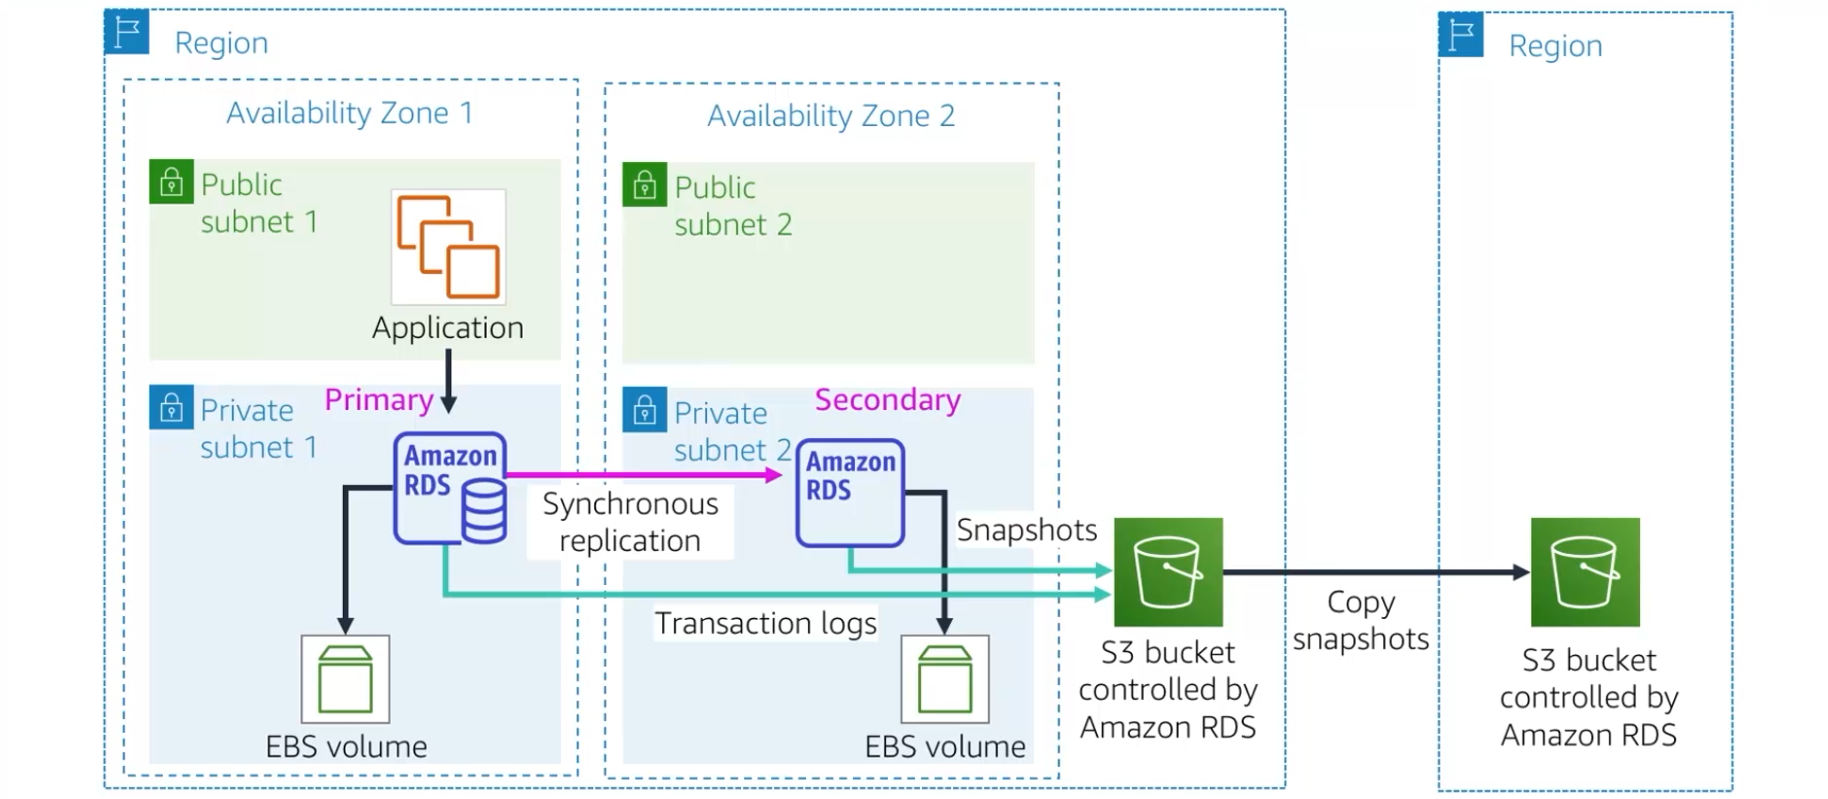 Region
Availability Zone 1
Public
subnet 1
Application
Primary
Private
subnet 1
Amazon
RDS
EBS volume
Synchronous
replication
Availability Zone 2
Public
subnet 2
Secondary
Private
subnet 2
Amazon
RDS
Snapshots
Transaction logs
EBS volume
S3 bucket
controlled by
Amazon RDS
Copy
snapshots
Region
S3 bucket
controlled by
Amazon RDS